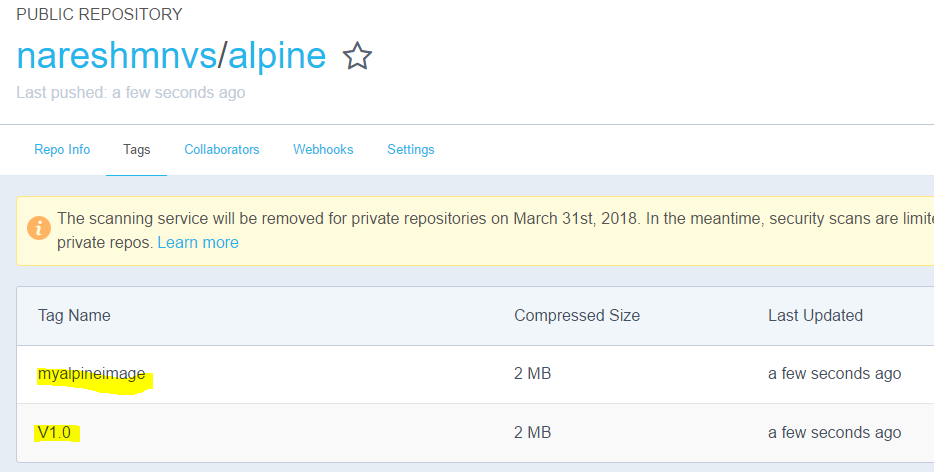 PUBLIC REPOSITORY
nareshmnvs/alpine
Last pushed: a few seconds ago
Repo Info Tags Collaborators Webhooks Settings
The scanning service will be removed for private repositories on March 31st, 2018. In the meantime, security scans are limite
private repos. Learn more
Tag Name Compressed Size Last Updated
myalpineimage 2 MB a few seconds ago
V1.0 2 MB a few seconds ago